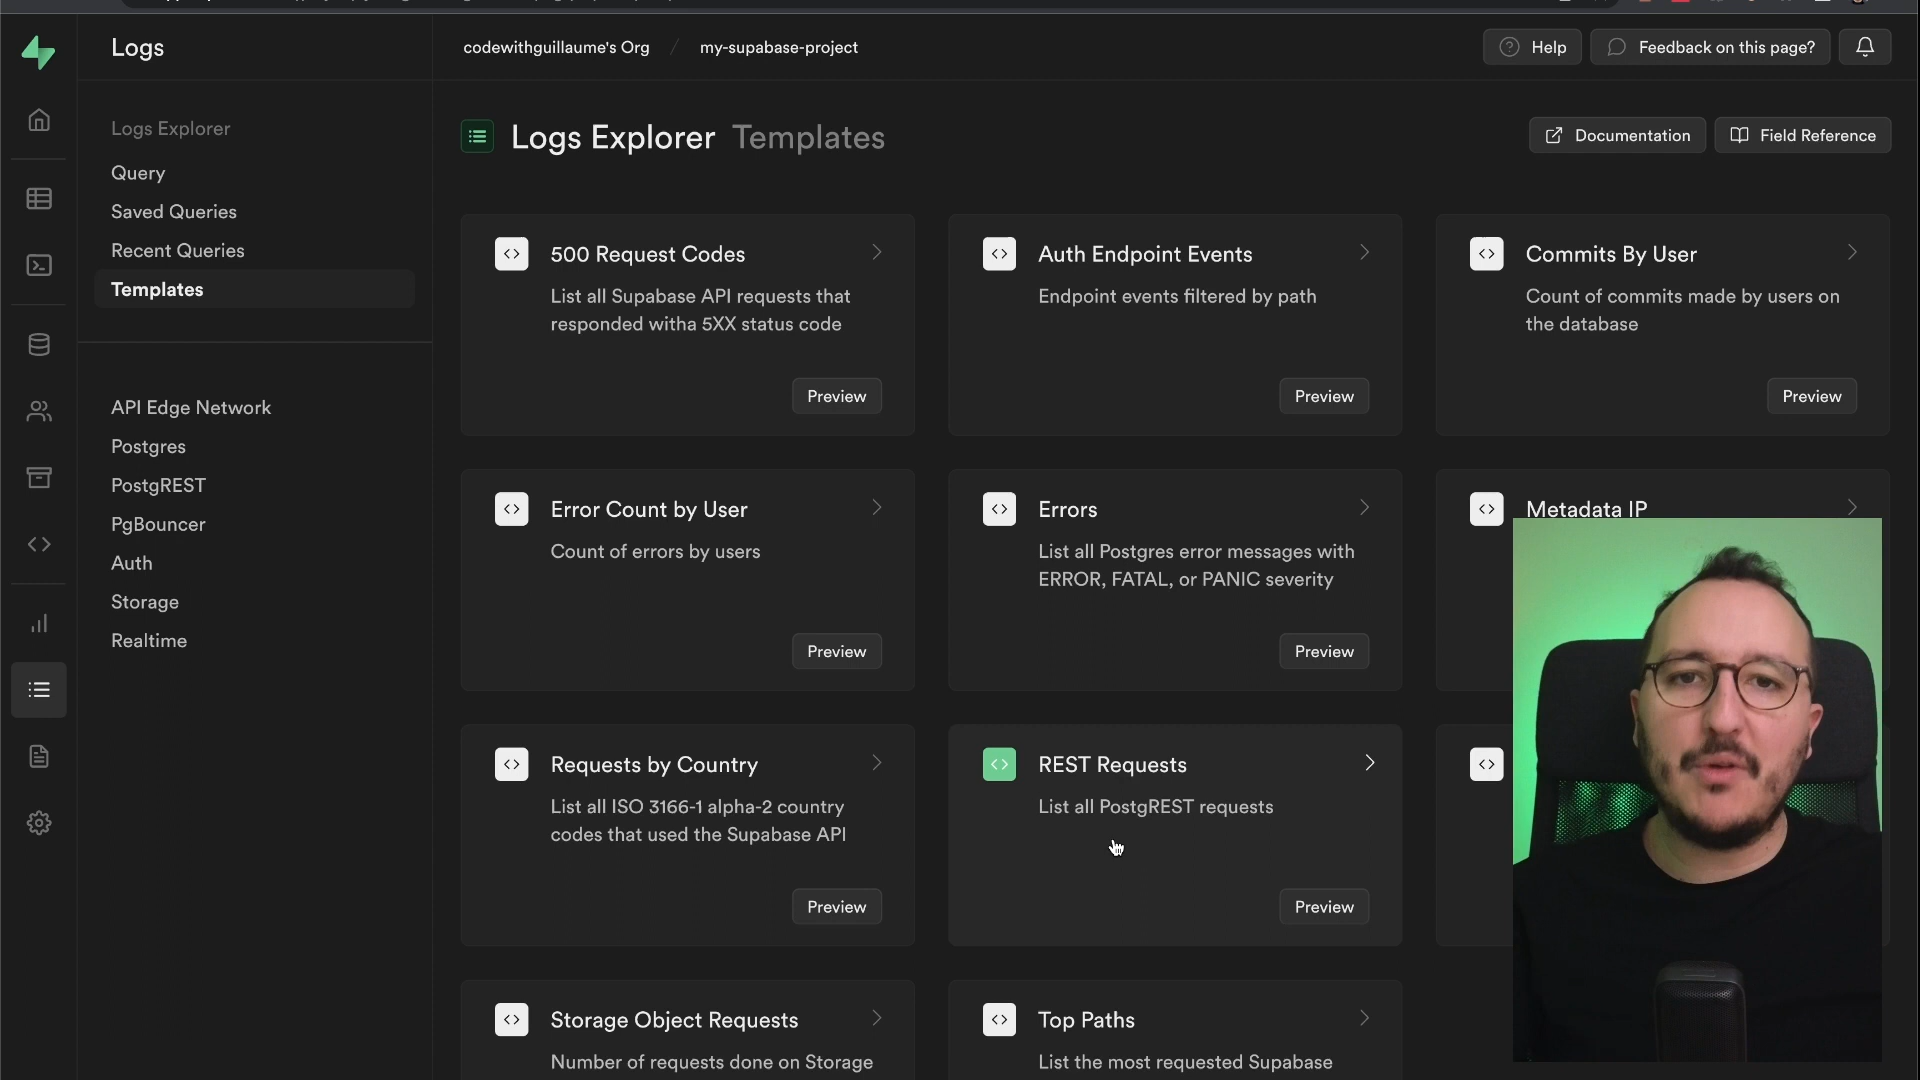 Logs
codewithguillaume's Org / my-supabase-project
Help
Feedback on this page?
Logs Explorer
Query
Saved Queries
Recent Queries
Templates
API Edge Network
Postgres
PostgREST
PgBouncer
Auth
Storage
Realtime
Logs Explorer Templates
Documentation
Field Reference
500 Request Codes
List all Supabase API requests that
responded witha 5XX status code
Preview
Auth Endpoint Events
Endpoint events filtered by path
Preview
Commits By User
Count of commits made by users on
the database
Preview
Error Count by User
Count of errors by users
Preview
Errors
List all Postgres error messages with
ERROR, FATAL, or PANIC severity
Preview
Metadata IP
Requests by Country
List all ISO 3166-1 alpha-2 country
codes that used the Supabase API
Preview
REST Requests
List all PostgREST requests
Preview
Storage Object Requests
Number of requests done on Storage
Top Paths
List the most requested Supabase